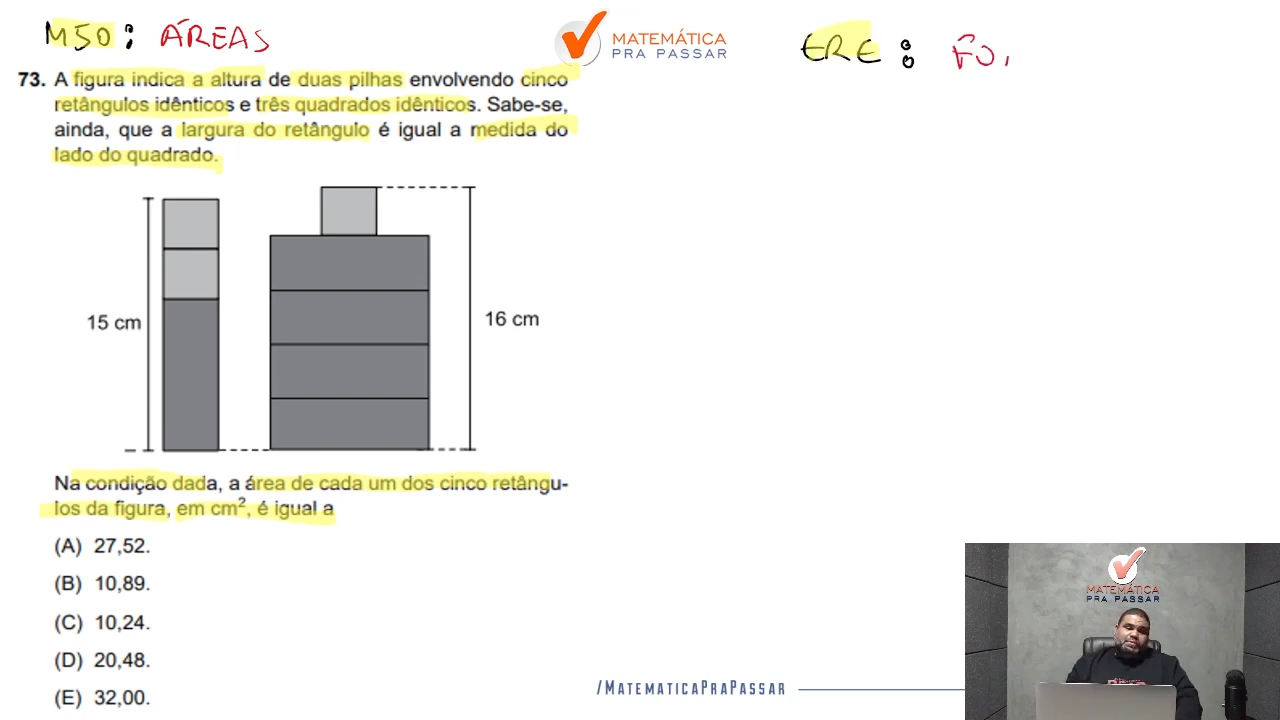 M50: ÁREAS
MATEMÁTICA
PRA PASSAR
ERE: FO
73. A figura indica a altura de duas pilhas envolvendo cinco
retângulos idênticos e três quadrados idênticos. Sabe-se,
ainda, que a largura do retângulo é igual a medida do
lado do quadrado.
15 cm
16 cm
Na condição dada, a área de cada um dos cinco retângu-
los da figura, em cm², é igual a
(A) 27,52.
(B) 10,89.
(C) 10,24.
(D) 20,48.
(E) 32,00.
MATEMÁTICA
PRA PASSAR
/MATEMATICAPRAPASSAR